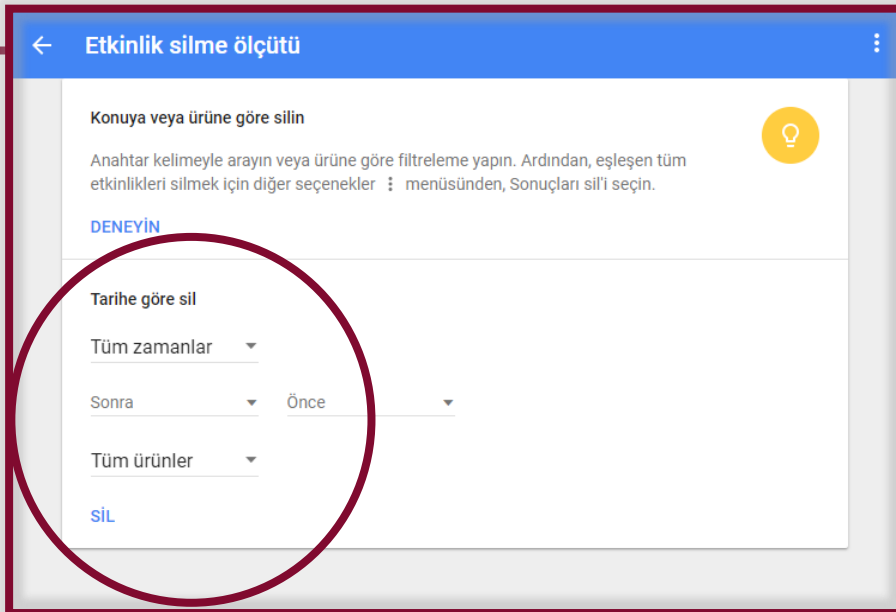 Etkinlik silme ölçütü
Konuya veya ürüne göre silin
Anahtar kelimeyle arayın veya ürüne göre filtreleme yapın. Ardından, eşleşen tüm
etkinlikleri silmek için diğer seçenekler ⋮ menüsünden, Sonuçları sil'i seçin.
DENEYİN
Tarihe göre sil
Tüm zamanlar
Sonra Önce
Tüm ürünler
SİL